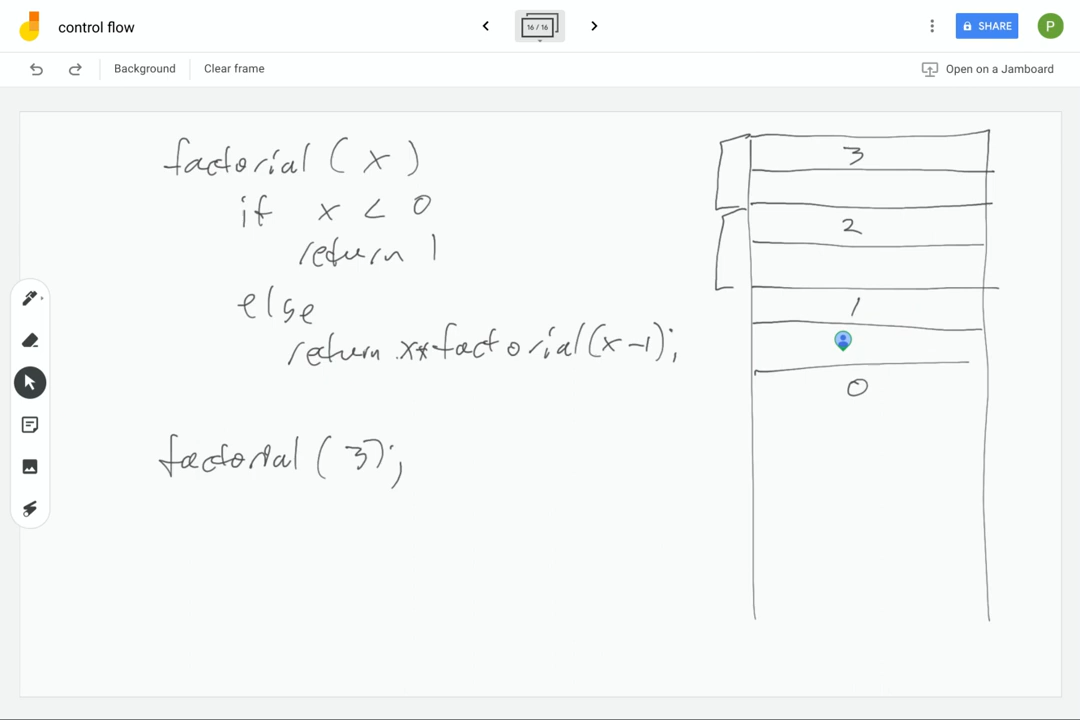 control flow
16 / 16
SHARE
P
Background
Clear frame
Open on a Jamboard
factorial (x)
if x < 0
return 1
else
return x**factorial(x-1);
factorial (3);
3
2
1
0